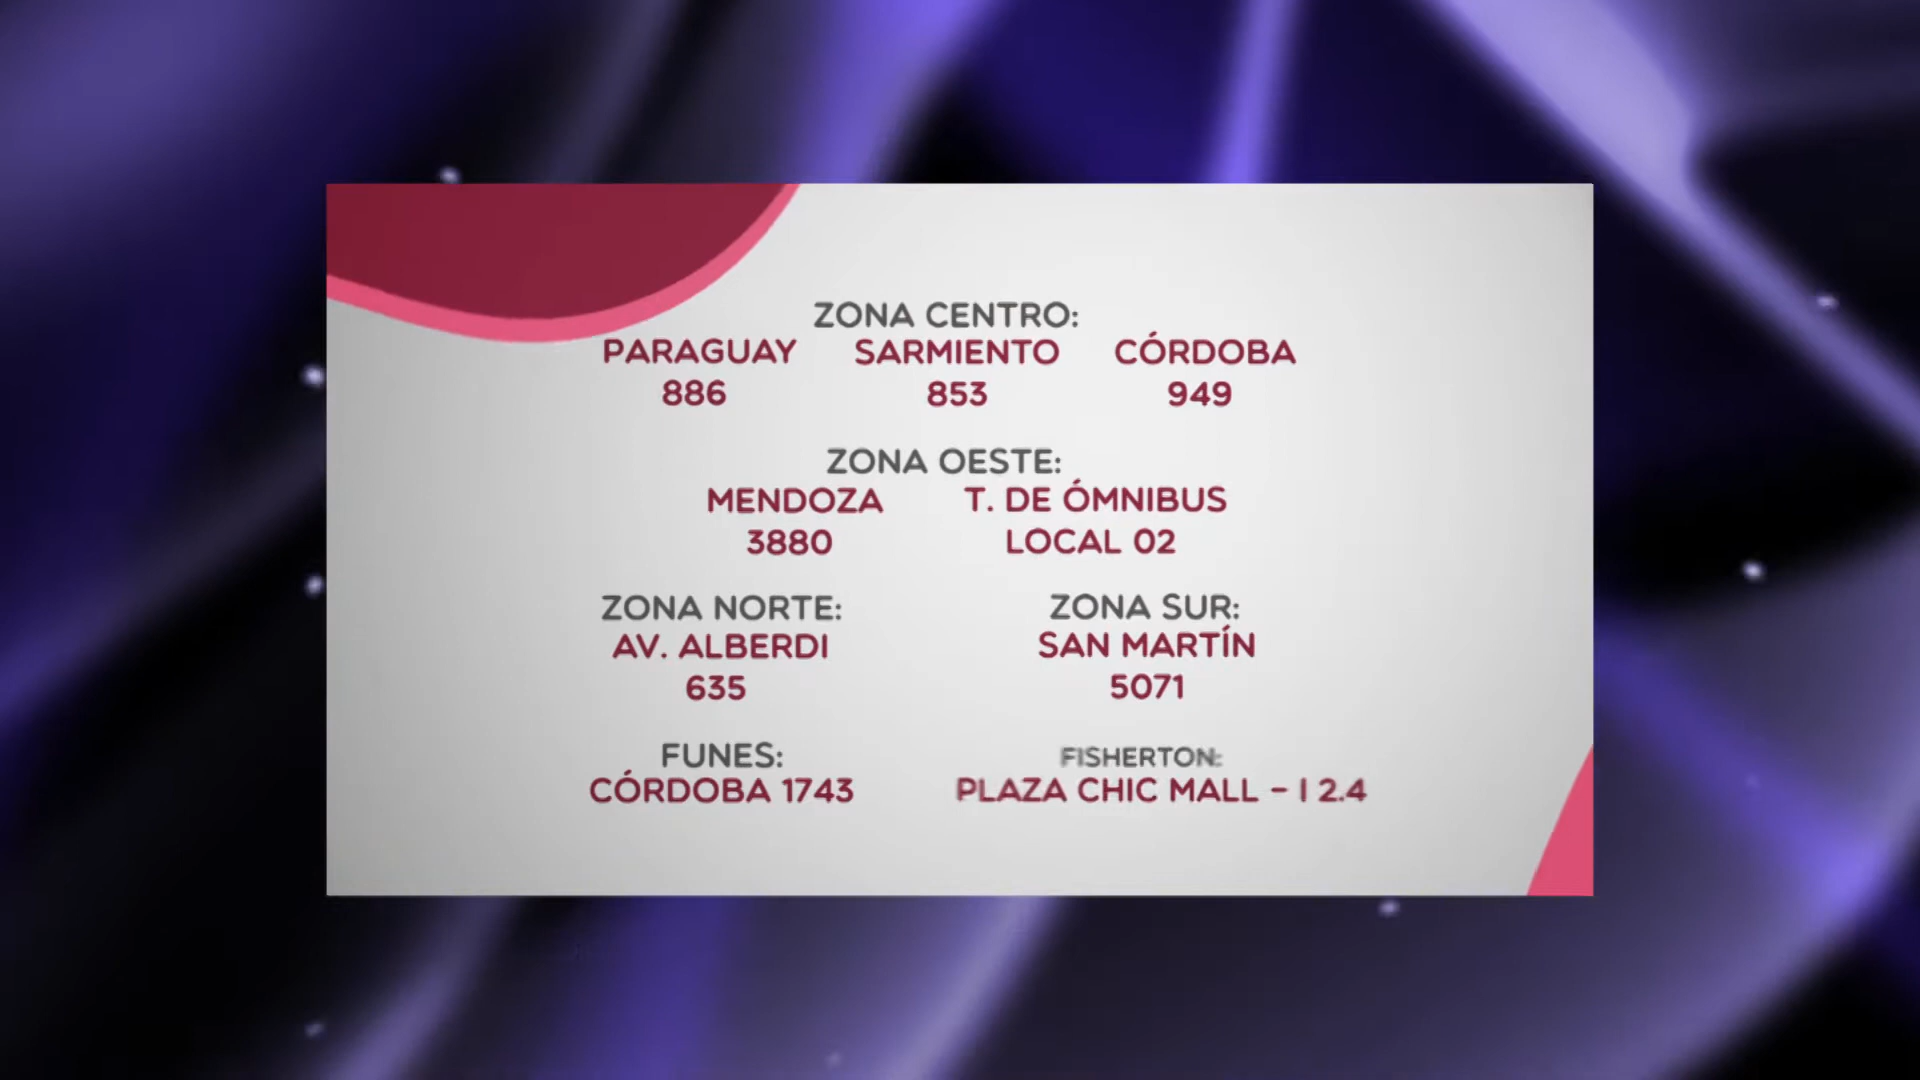 ZONA CENTRO:
PARAGUAY SARMIENTO CÓRDOBA
886 853 949
ZONA OESTE:
MENDOZA T. DE ÓMNIBUS
3880 LOCAL 02
ZONA NORTE: ZONA SUR:
AV. ALBERDI SAN MARTÍN
635 5071
FUNES: FISHERTON:
CÓRDOBA 1743 PLAZA CHIC MALL - l 2.4